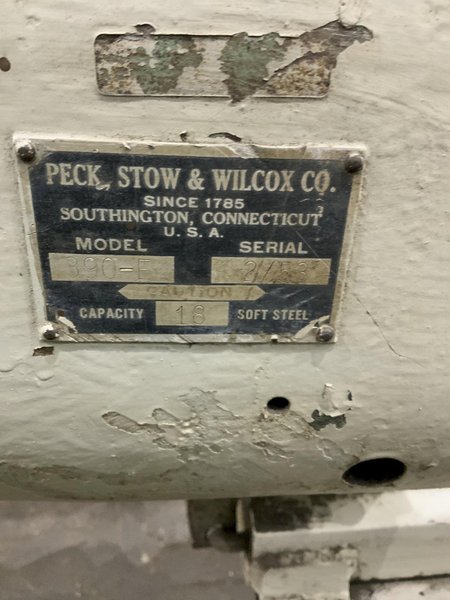 PECK, STOW & WILCOX CO.
SINCE 1785
SOUTHINGTON, CONNECTICUT
U. S. A.
MODEL SERIAL
CAUTION
CAPACITY 18 SOFT STEEL